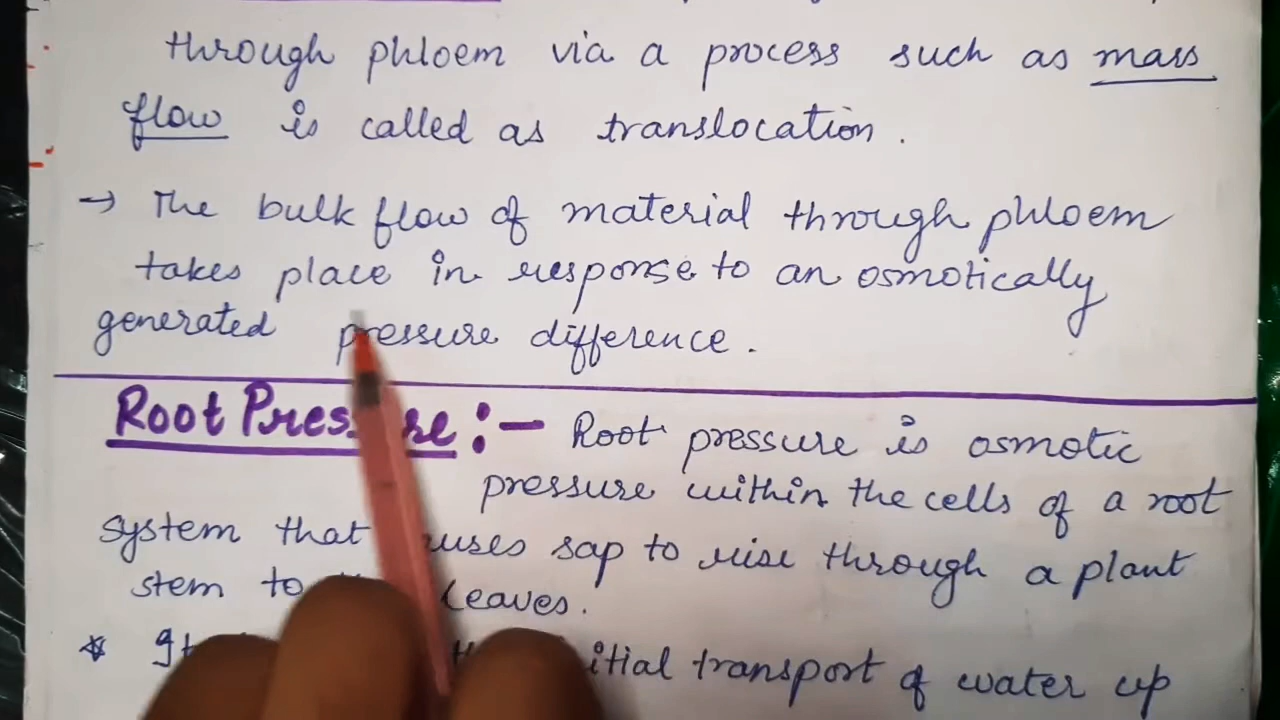 through phloem via a process such as mass
flow is called as translocation.
→ The bulk flow of material through phloem
takes place in response to an osmotically
generated pressure difference.
Root Pressure :- Root pressure is osmotic
pressure within the cells of a root
system that uses sap to rise through a plant
stem to leaves.
* It itial transport of water up